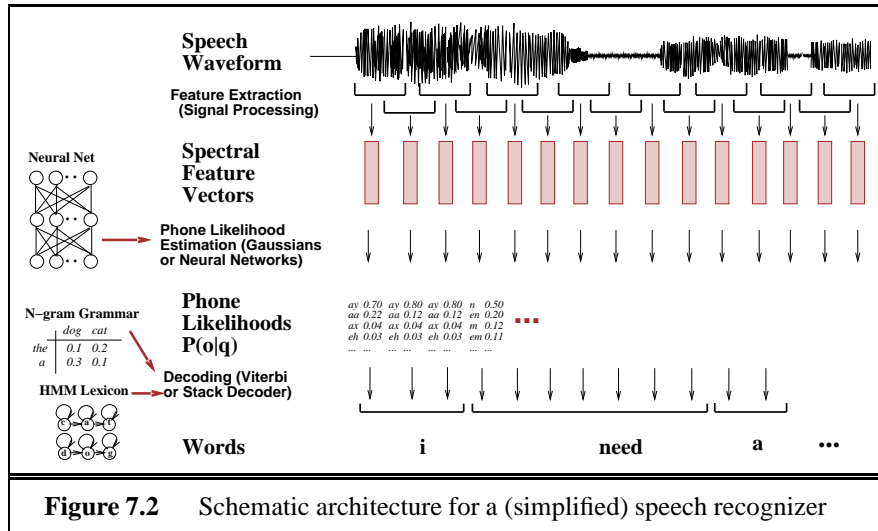 Speech
Waveform
Feature Extraction
(Signal Processing)
Neural Net
Spectral
Feature
Vectors
Phone Likelihood
Estimation (Gaussians
or Neural Networks)
Phone
Likelihoods
P(o|q)
ay 0.70 ay 0.80 ay 0.80 n 0.50
aa 0.22 aa 0.12 aa 0.12 en 0.20
ax 0.04 ax 0.04 ax 0.04 m 0.12
eh 0.03 eh 0.03 eh 0.03 em 0.11
... ... ... ... ... ... ... ...
...
N-gram Grammar
dog cat
the 0.1 0.2
a 0.3 0.1
Decoding (Viterbi
or Stack Decoder)
HMM Lexicon
c a t
d o g
Words i need a ...
Figure 7.2 Schematic architecture for a (simplified) speech recognizer